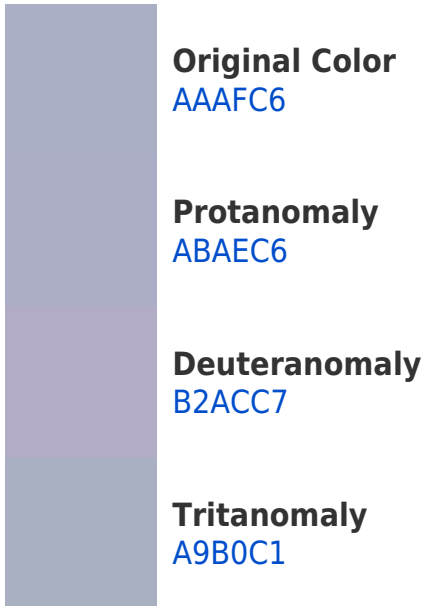 Original Color
AAAFC6
Protanomaly
ABAEC6
Deuteranomaly
B2ACC7
Tritanomaly
A9B0C1